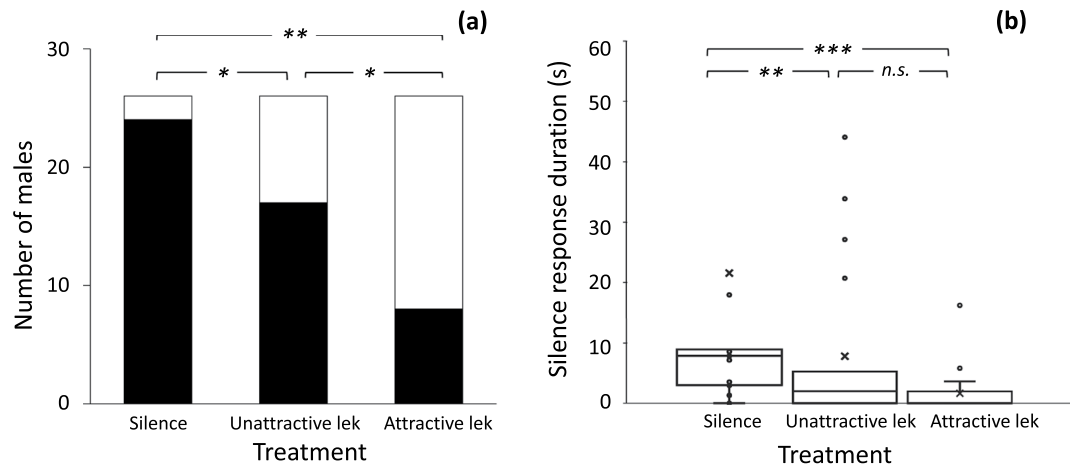 (a)
**
*
*
30
20
10
0
Number of males
Silence
Unattractive lek
Attractive lek
Treatment
(b)
***
**
n.s.
60
50
40
30
20
10
0
Silence response duration (s)
Silence
Unattractive lek
Attractive lek
Treatment